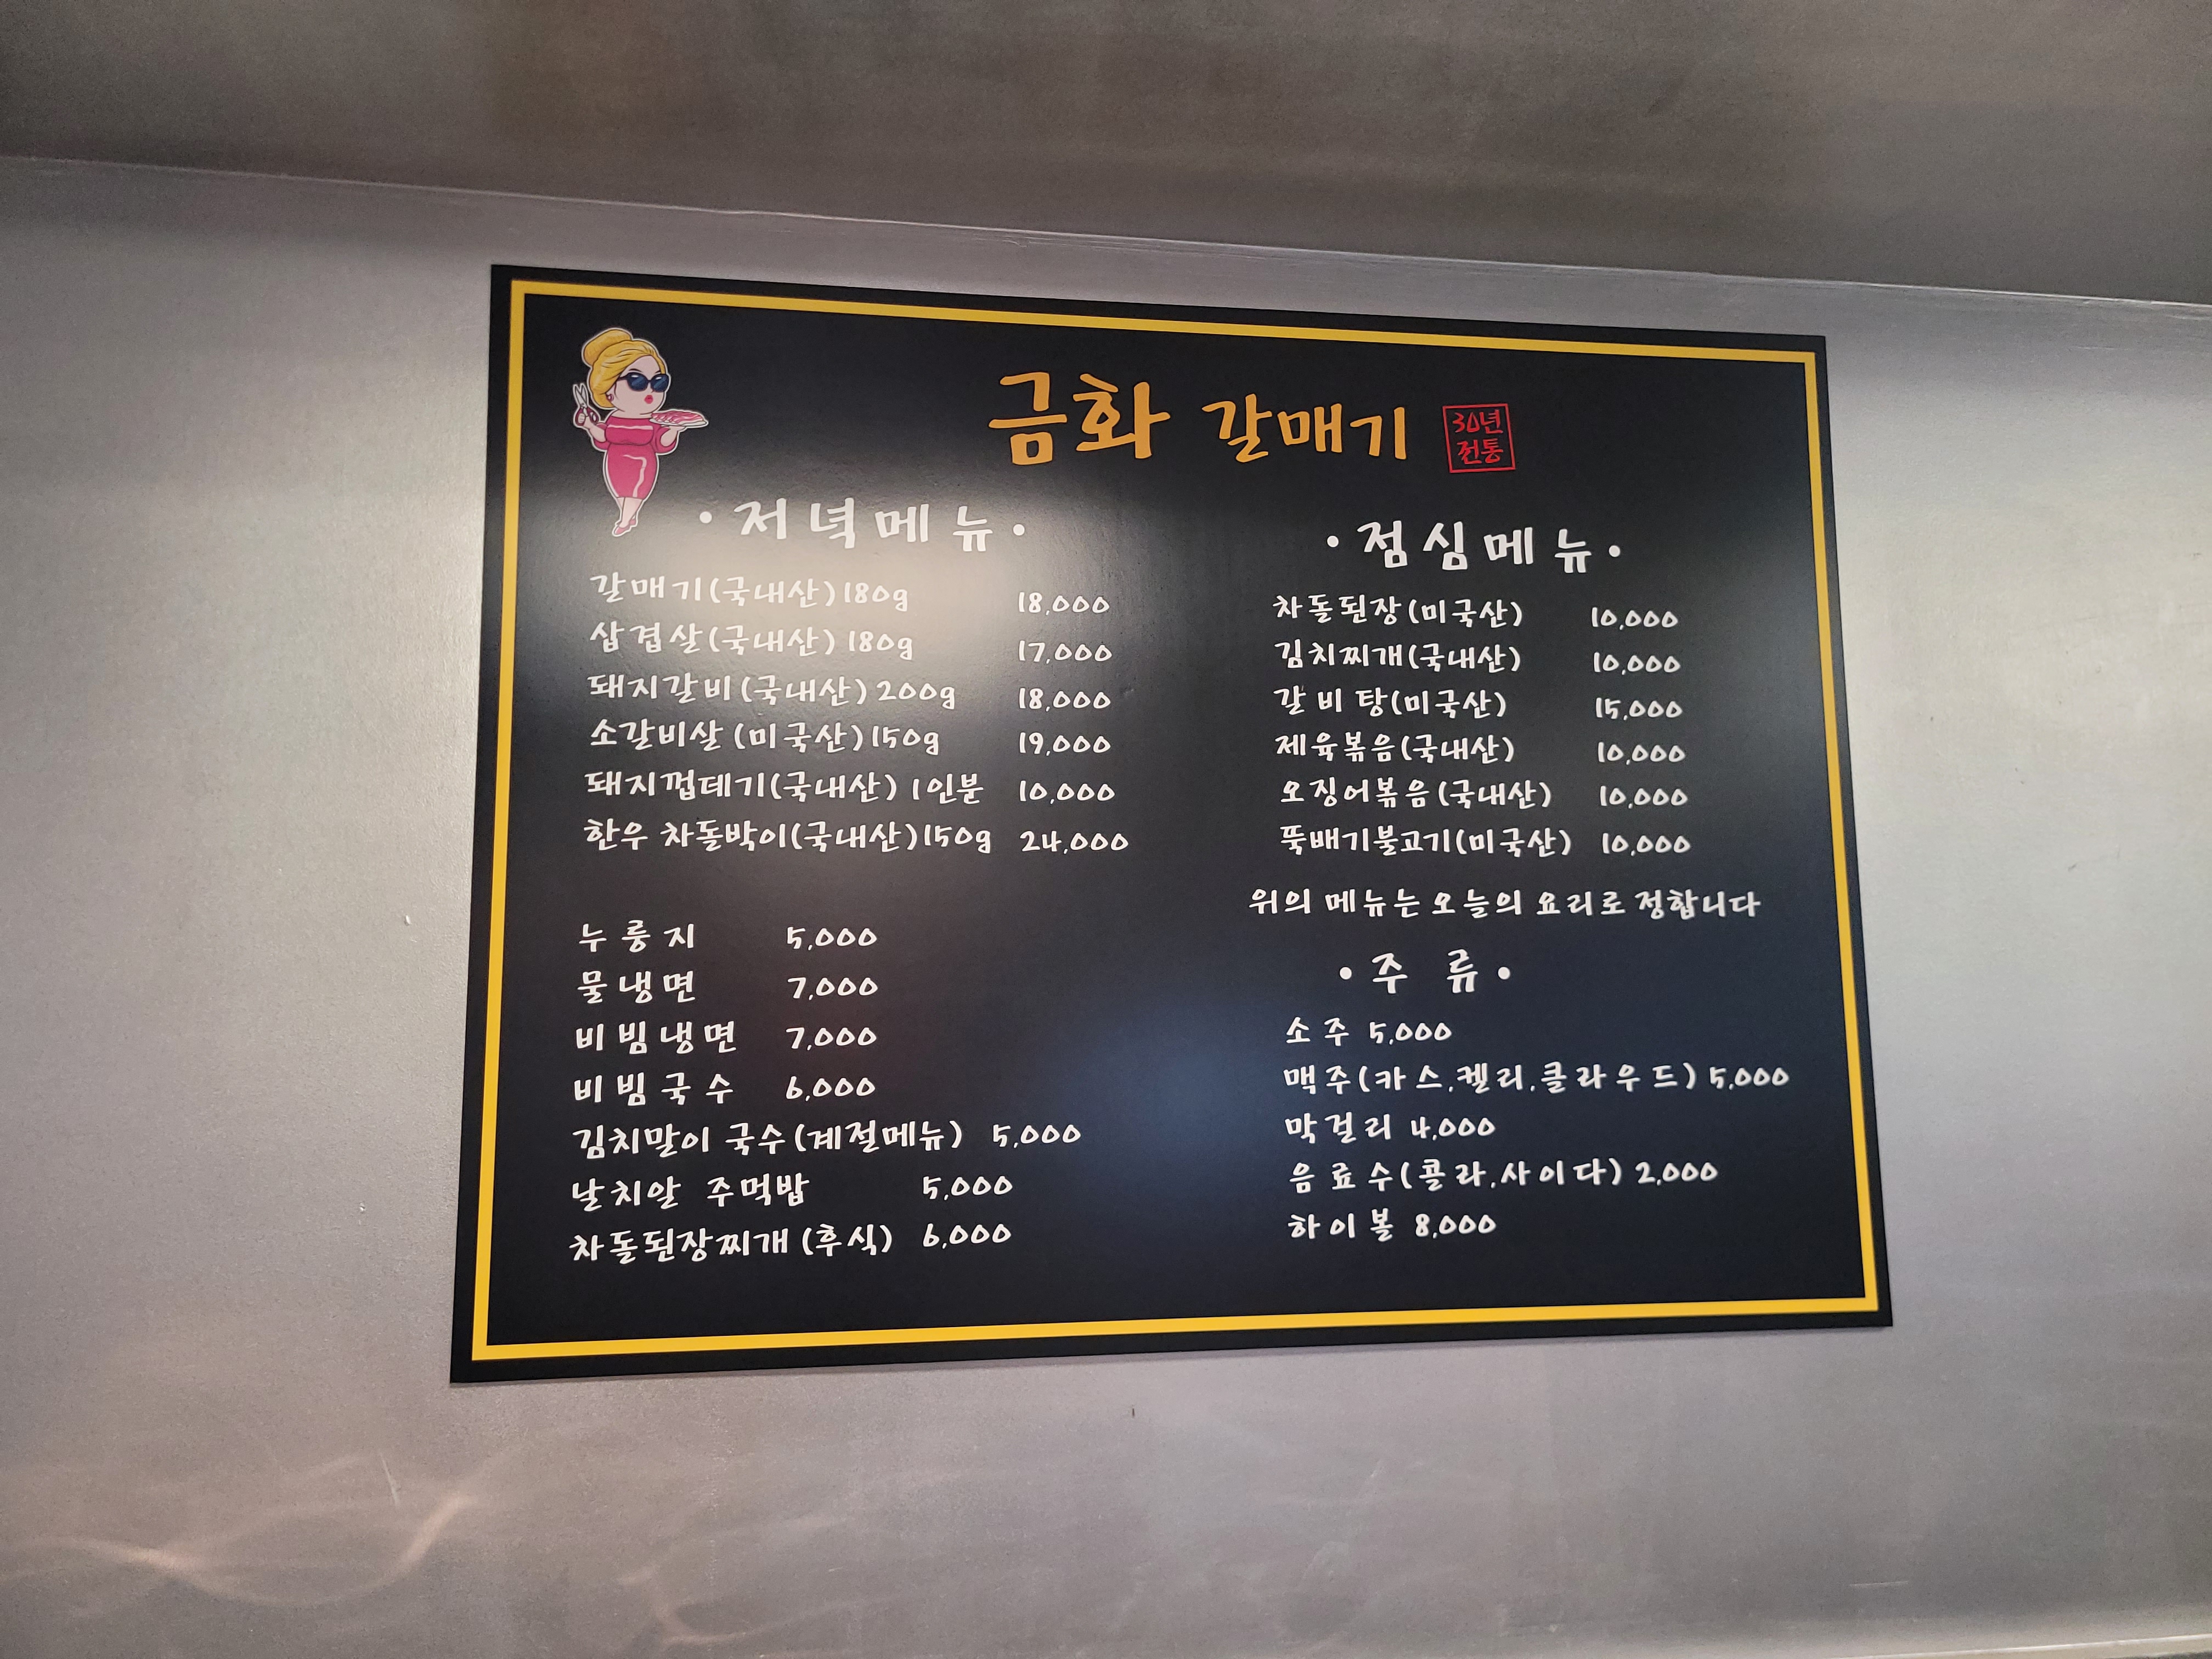 금화 갈매기
30년
전통
·저녁메뉴·
갈매기(국내산)180g 18,000
삼겹살(국내산)180g 17,000
돼지갈비(국내산)200g 18,000
소갈비살(미국산)150g 19,000
돼지껍데기(국내산) 1인분 10,000
한우 차돌박이(국내산)150g 24,000
누룽지 5,000
물냉면 7,000
비빔냉면 7,000
비빔국수 6,000
김치말이 국수(계절메뉴) 5,000
날치알 주먹밥 5,000
차돌된장찌개(후식) 6,000
·점심메뉴·
차돌된장(미국산) 10,000
김치찌개(국내산) 10,000
갈비탕(미국산) 15,000
제육볶음(국내산) 10,000
오징어볶음(국내산) 10,000
뚝배기불고기(미국산) 10,000
위의 메뉴는 오늘의 요리로 정합니다
·주 류·
소주 5,000
맥주(카스,켈리,클라우드) 5,000
막걸리 4,000
음료수(콜라,사이다) 2,000
하이볼 8,000